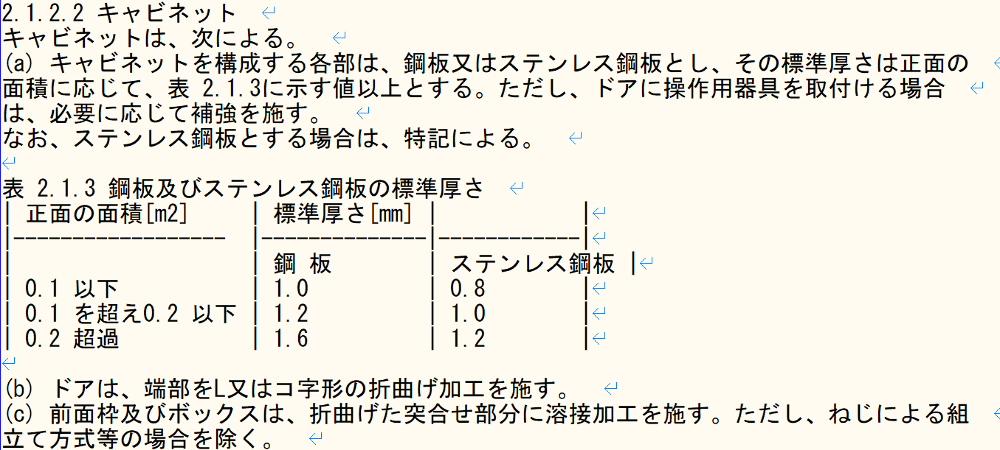 2.1.2.2 キャビネット
キャビネットは、次による。
(a) キャビネットを構成する各部は、鋼板又はステンレス鋼板とし、その標準厚さは正面の
面積に応じて、表 2.1.3に示す値以上とする。ただし、ドアに操作用器具を取付ける場合
は、必要に応じて補強を施す。
なお、ステンレス鋼板とする場合は、特記による。

表 2.1.3 鋼板及びステンレス鋼板の標準厚さ
| 正面の面積[m2] | 標準厚さ[mm] | |
|------------------ |--------------|------------|
| | 鋼 板 | ステンレス鋼板 |
| 0.1 以下 | 1.0 | 0.8 |
| 0.1 を超え0.2 以下 | 1.2 | 1.0 |
| 0.2 超過 | 1.6 | 1.2 |

(b) ドアは、端部をL又はコ字形の折曲げ加工を施す。
(c) 前面枠及びボックスは、折曲げた突合せ部分に溶接加工を施す。ただし、ねじによる組
立て方式等の場合を除く。